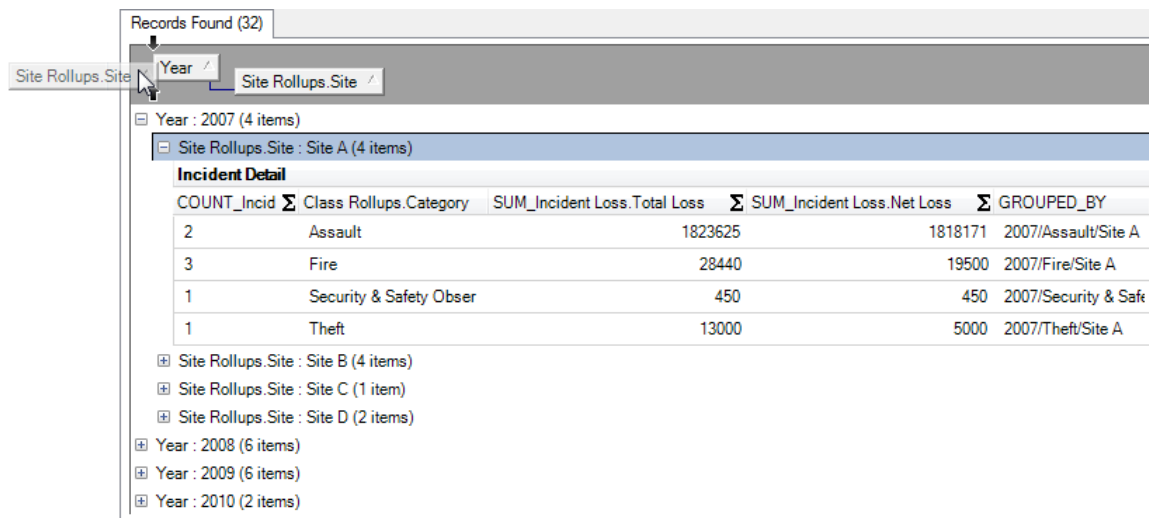 Records Found (32)
Site Rollups.Site Year
Site Rollups.Site
Year : 2007 (4 items)
Site Rollups.Site : Site A (4 items)
Incident Detail
COUNT_Incid Σ Class Rollups.Category SUM_Incident Loss.Total Loss Σ SUM_Incident Loss.Net Loss Σ GROUPED_BY
2 Assault 1823625 1818171 2007/Assault/Site A
3 Fire 28440 19500 2007/Fire/Site A
1 Security & Safety Obser 450 450 2007/Security & Safe
1 Theft 13000 5000 2007/Theft/Site A
Site Rollups.Site : Site B (4 items)
Site Rollups.Site : Site C (1 item)
Site Rollups.Site : Site D (2 items)
Year : 2008 (6 items)
Year : 2009 (6 items)
Year : 2010 (2 items)